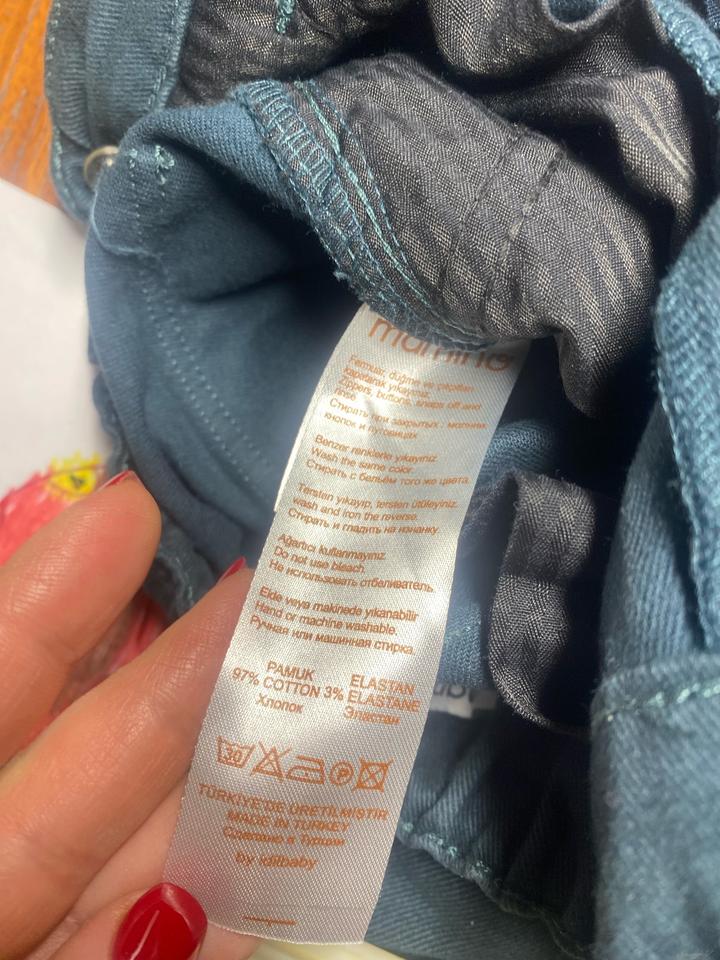 mamino
Fermuar, düğme ve çıtçıtları
kapatarak yıkayınız.
Zippers, buttons, snaps off and
rinse
Стирать при закрытых : молния
кнопок и пуговицах
Benzer renklerle yıkayınız.
Wash the same color.
Стирать с бельём того же цвета.
Tersten yıkayıp, tersten ütüleyiniz.
wash and iron the reverse.
Стирать и гладить на изнанку.
Ağartıcı kullanmayınız.
Do not use bleach.
Не использовать отбеливатель.
Elde veya makinede yıkanabilir
Hand or machine washable.
Ручная или машинная стирка.
PAMUK ELASTAN
97% COTTON 3% ELASTANE
Хлопок Эластан
30 P
TÜRKİYE'DE ÜRETİLMİŞTİR
MADE IN TURKEY
Сделано в Турции
by idilbaby